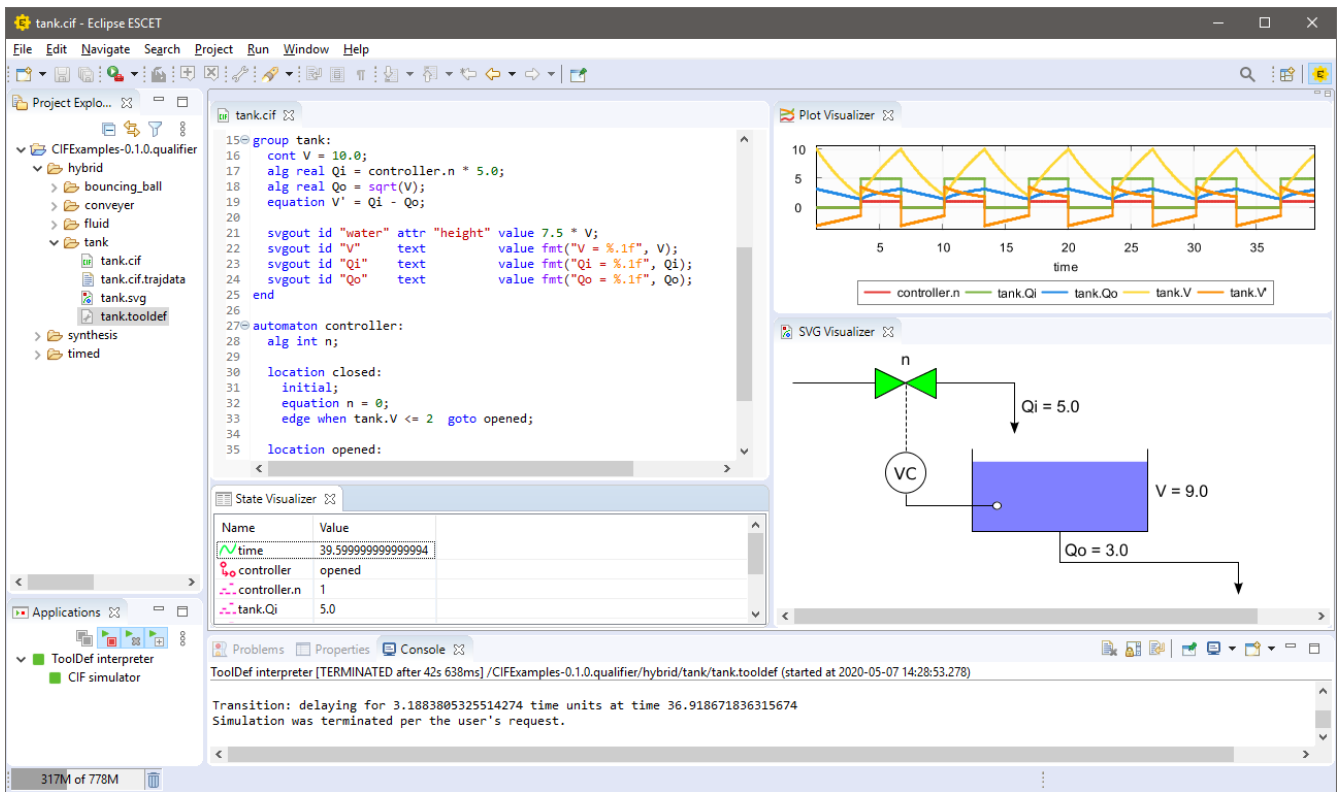 tank.cif - Eclipse ESCET
File Edit Navigate Search Project Run Window Help
Project Explo...
CIFExamples-0.1.0.qualifier
hybrid
bouncing_ball
conveyer
fluid
tank
tank.cif
tank.cif.trajdata
tank.svg
tank.tooldef
synthesis
timed
Applications
ToolDef interpreter
CIF simulator
317M of 778M
tank.cif
15 group tank:
16   cont V = 10.0;
17   alg real Qi = controller.n * 5.0;
18   alg real Qo = sqrt(V);
19   equation V' = Qi - Qo;
20
21   svgout id "water" attr "height" value 7.5 * V;
22   svgout id "V"     text          value fmt("V = %.1f", V);
23   svgout id "Qi"    text          value fmt("Qi = %.1f", Qi);
24   svgout id "Qo"    text          value fmt("Qo = %.1f", Qo);
25 end
26
27 automaton controller:
28   alg int n;
29
30   location closed:
31     initial;
32     equation n = 0;
33     edge when tank.V <= 2  goto opened;
34
35   location opened:
State Visualizer
Name Value
time 39.599999999999994
controller opened
controller.n 1
tank.Qi 5.0
Plot Visualizer
10
5
0
5 10 15 20 25 30 35
time
controller.n tank.Qi tank.Qo tank.V tank.V'
SVG Visualizer
n
Qi = 5.0
VC
V = 9.0
Qo = 3.0
Problems Properties Console
ToolDef interpreter [TERMINATED after 42s 638ms] /CIFExamples-0.1.0.qualifier/hybrid/tank/tank.tooldef (started at 2020-05-07 14:28:53.278)
Transition: delaying for 3.1883805325514274 time units at time 36.918671836315674
Simulation was terminated per the user's request.